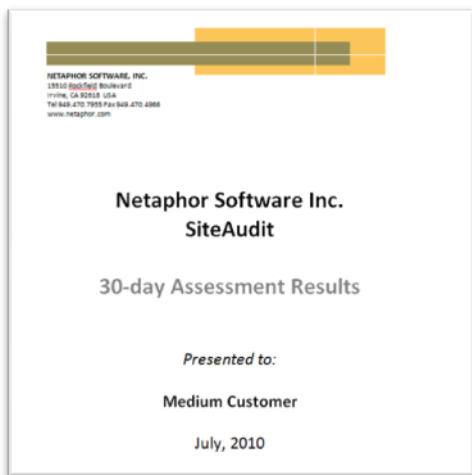 NETAPHOR SOFTWARE, INC.
15510 Rockfield Boulevard
Irvine, CA 92618 USA
Tel 949.470.7955 Fax 949.470.4966
www.netaphor.com
Netaphor Software Inc.
SiteAudit
30-day Assessment Results
Presented to:
Medium Customer
July, 2010